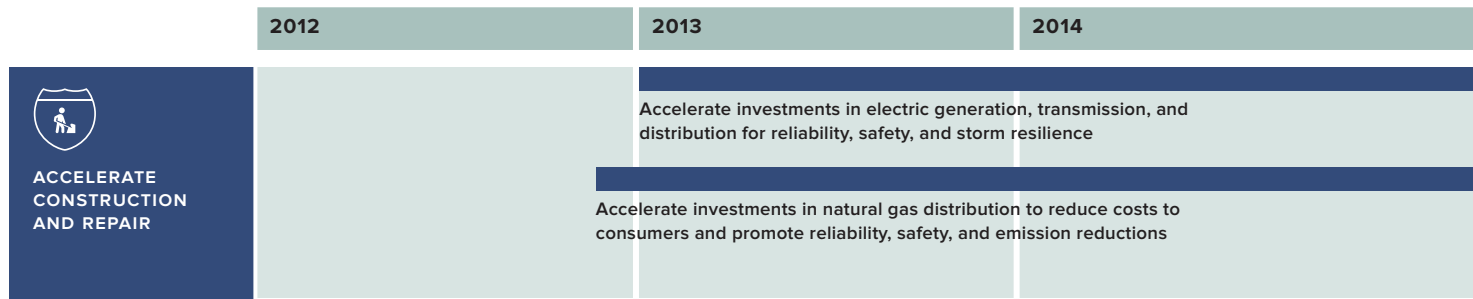 2012
2013
2014
ACCELERATE
CONSTRUCTION
AND REPAIR
Accelerate investments in electric generation, transmission, and
distribution for reliability, safety, and storm resilience
Accelerate investments in natural gas distribution to reduce costs to
consumers and promote reliability, safety, and emission reductions